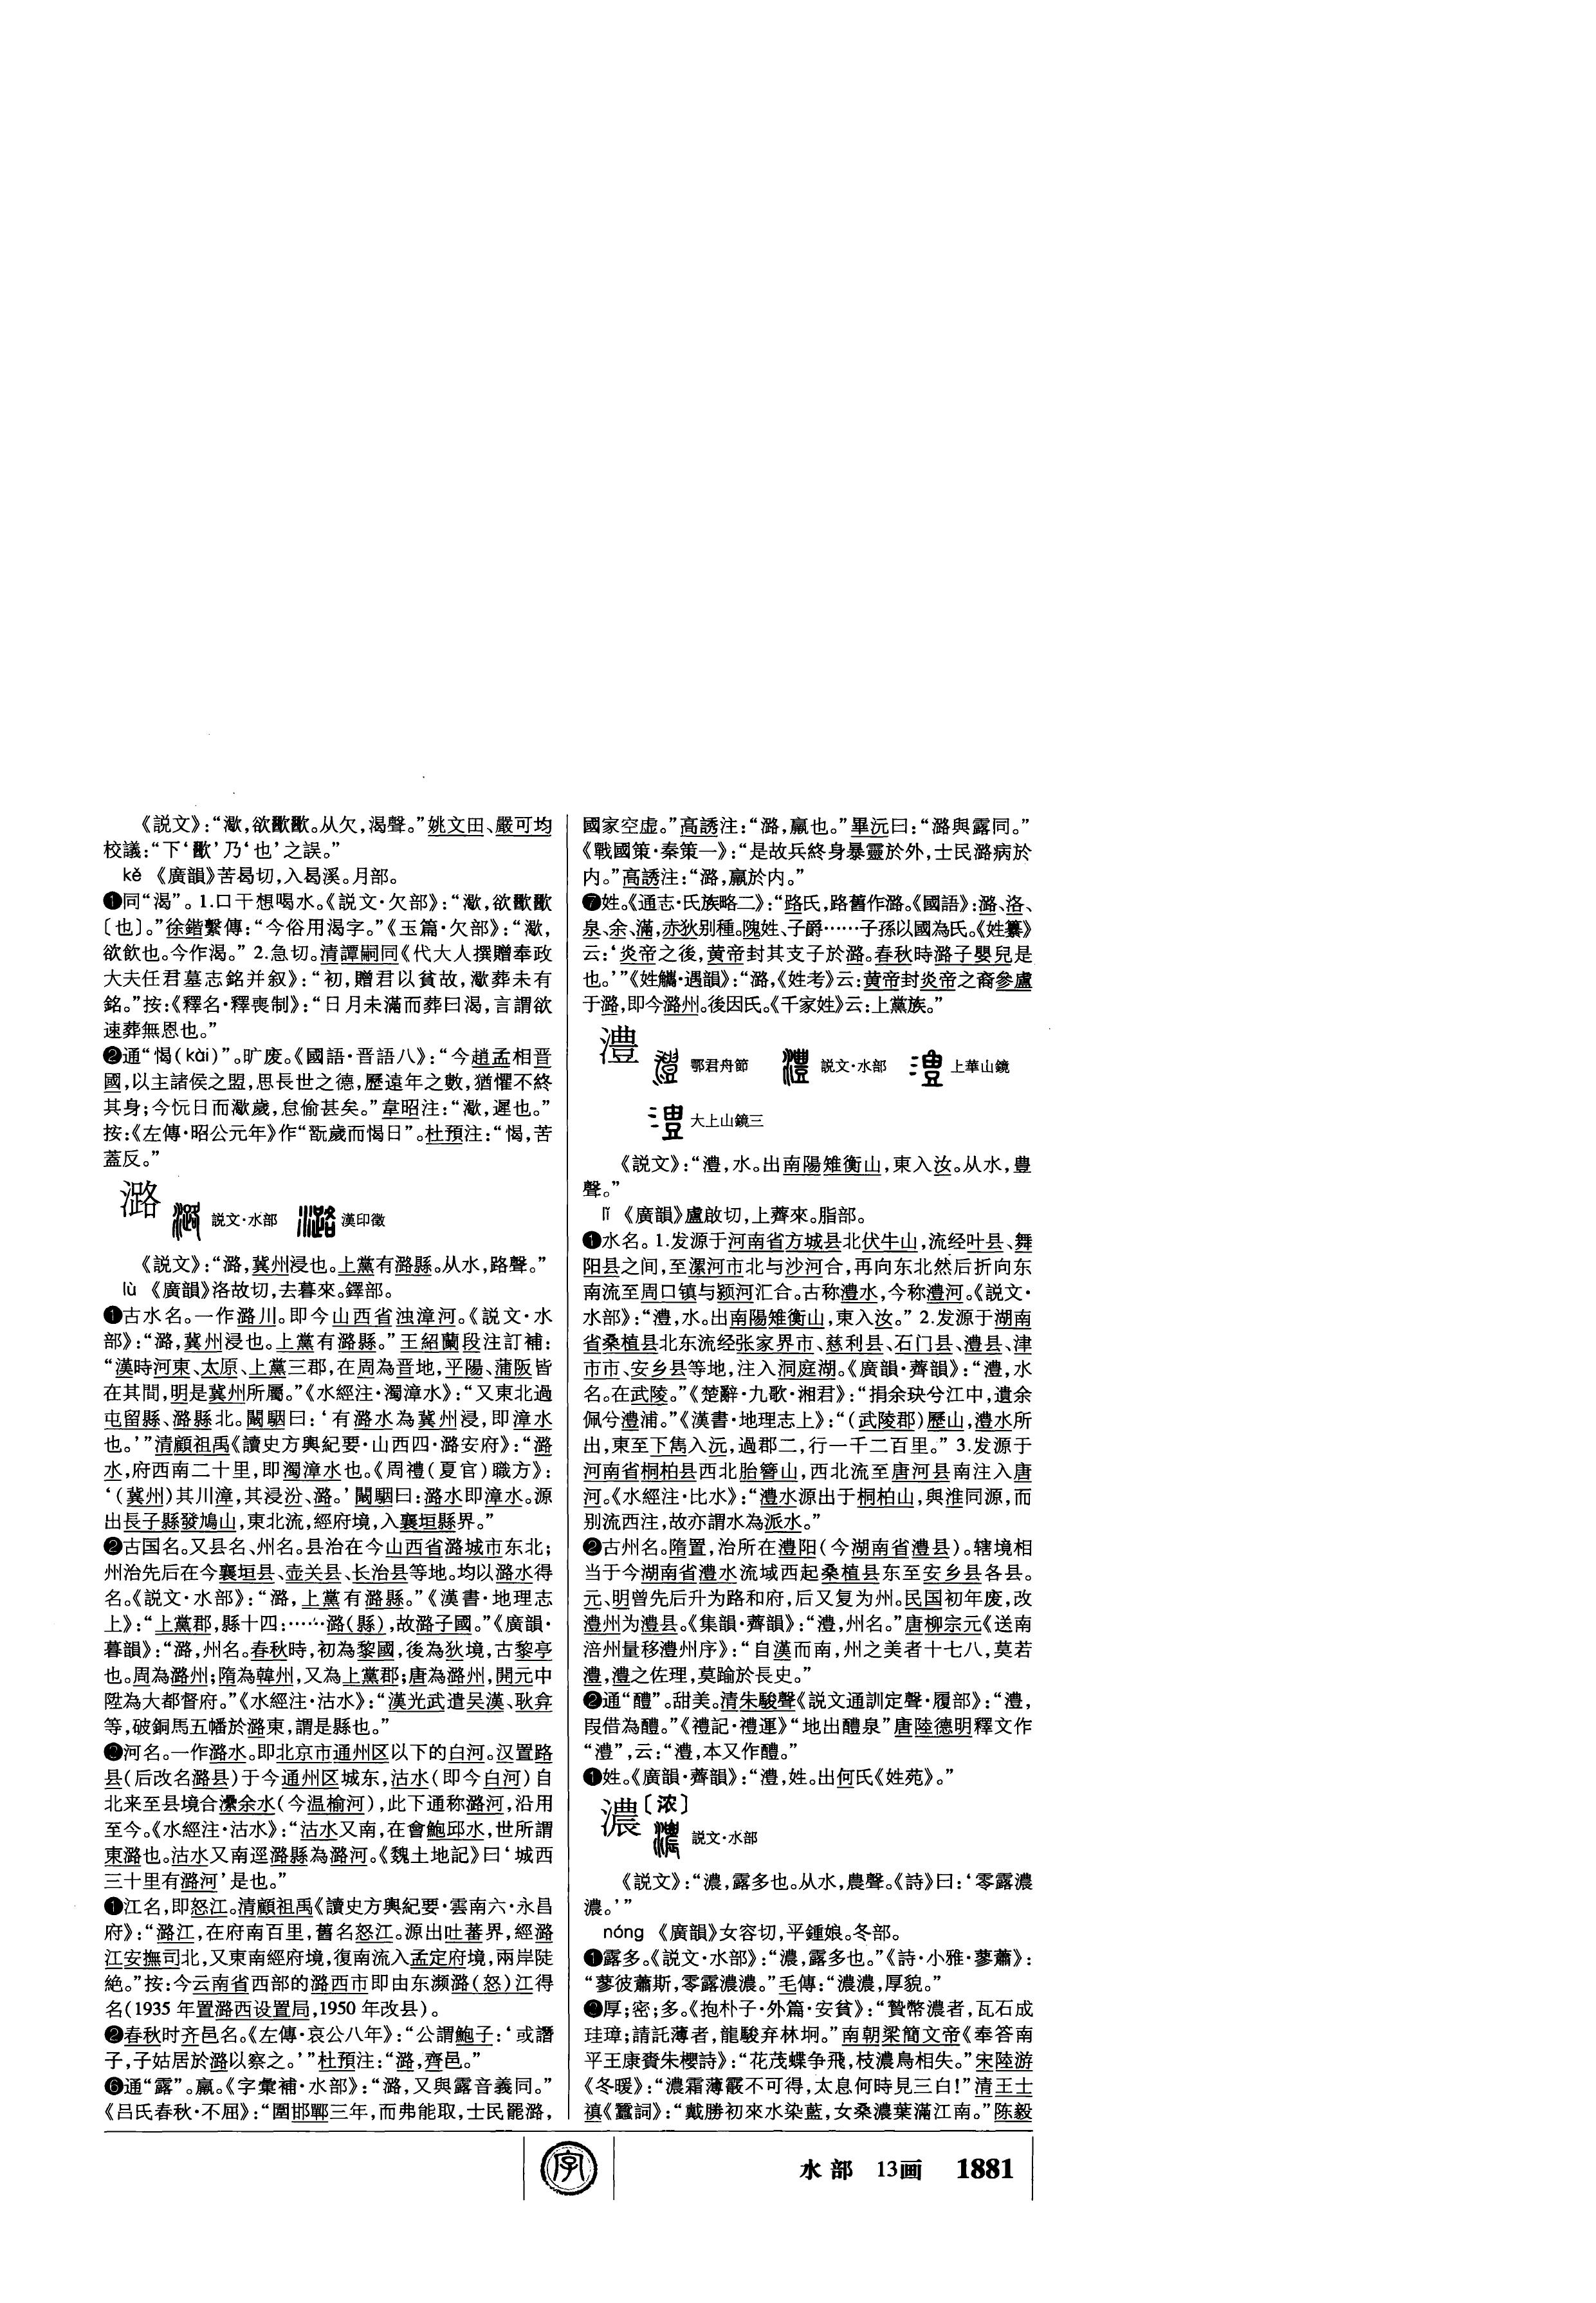 《説文》：“㵣，欲歠歠。从欠，渴聲。”姚文田、嚴可均
校議：“下‘歠’乃‘也’之誤。”
kě 《廣韻》苦曷切，入曷溪。月部。
❶同“渴”。1.口干想喝水。《説文·欠部》：“㵣，欲歠歠
〔也〕。”徐鍇繫傳：“今俗用渴字。”《玉篇·欠部》：“㵣，
欲飲也。今作渴。” 2.急切。清譚嗣同《代大人撰贈奉政
大夫任君墓志銘并叙》：“初，贈君以貧故，㵣葬未有
銘。”按：《釋名·釋喪制》：“日月未滿而葬曰渴，言謂欲
速葬無恩也。”
❷通“愒(kài)”。旷废。《國語·晋語八》：“今趙孟相晋
國，以主諸侯之盟，思長世之德，歷遠年之數，猶懼不終
其身；今忨日而㵣歲，怠偷甚矣。”韋昭注：“㵣，遲也。”
按：《左傳·昭公元年》作“翫歲而愒日”。杜預注：“愒，苦
蓋反。”
潞 説文·水部 漢印徵
《説文》：“潞，冀州浸也。上黨有潞縣。从水，路聲。”
lù 《廣韻》洛故切，去暮來。鐸部。
❶古水名。一作潞川。即今山西省浊漳河。《説文·水
部》：“潞，冀州浸也。上黨有潞縣。”王紹蘭段注訂補：
“漢時河東、太原、上黨三郡，在周為晋地，平陽、蒲阪皆
在其間，明是冀州所屬。”《水經注·濁漳水》：“又東北過
屯留縣、潞縣北。闞駰曰：‘有潞水為冀州浸，即漳水
也。’”清顧祖禹《讀史方輿紀要·山西四·潞安府》：“潞
水，府西南二十里，即濁漳水也。《周禮(夏官)職方》：
‘(冀州)其川漳，其浸汾、潞。’闞駰曰：潞水即漳水。源
出長子縣發鳩山，東北流，經府境，入襄垣縣界。”
❷古国名。又县名、州名。县治在今山西省潞城市东北；
州治先后在今襄垣县、壶关县、长治县等地。均以潞水得
名。《説文·水部》：“潞，上黨有潞縣。”《漢書·地理志
上》：“上黨郡，縣十四：……潞(縣)，故潞子國。”《廣韻·
暮韻》：“潞，州名。春秋時，初為黎國，後為狄境，古黎亭
也。周為潞州；隋為韓州，又為上黨郡；唐為潞州，開元中
陞為大都督府。”《水經注·沽水》：“漢光武遣吴漢、耿弇
等，破銅馬五幡於潞東，謂是縣也。”
❸河名。一作潞水。即北京市通州区以下的白河。汉置路
县(后改名潞县)于今通州区城东，沽水(即今白河)自
北来至县境合灅余水(今温榆河)，此下通称潞河，沿用
至今。《水經注·沽水》：“沽水又南，在會鮑邱水，世所謂
東潞也。沽水又南逕潞縣為潞河。《魏土地記》曰‘城西
三十里有潞河’是也。”
❶江名，即怒江。清顧祖禹《讀史方輿紀要·雲南六·永昌
府》：“潞江，在府南百里，舊名怒江。源出吐蕃界，經潞
江安撫司北，又東南經府境，復南流入孟定府境，兩岸陡
絶。”按：今云南省西部的潞西市即由东濒潞(怒)江得
名(1935 年置潞西设置局，1950 年改县)。
❷春秋时齐邑名。《左傳·哀公八年》：“公謂鮑子：‘或譖
子，子姑居於潞以察之。’”杜預注：“潞，齊邑。”
❻通“露”。羸。《字彙補·水部》：“潞，又與露音義同。”
《吕氏春秋·不屈》：“圍邯鄲三年，而弗能取，士民罷潞，
國家空虚。”高誘注：“潞，羸也。”畢沅曰：“潞與露同。”
《戰國策·秦策一》：“是故兵終身暴靈於外，士民潞病於
内。”高誘注：“潞，羸於内。”
❼姓。《通志·氏族略二》：“路氏，路舊作潞。《國語》：潞、洛、
泉、余、滿，赤狄别種。隗姓、子爵……子孫以國為氏。《姓纂》
云：‘炎帝之後，黄帝封其支子於潞。春秋時潞子嬰兒是
也。’”《姓觿·遇韻》：“潞，《姓考》云：黄帝封炎帝之裔參盧
于潞，即今潞州。後因氏。《千家姓》云：上黨族。”
澧 鄂君舟節 説文·水部 上華山鏡
大上山鏡三
《説文》：“澧，水。出南陽雉衡山，東入汝。从水，豊
聲。”
lǐ 《廣韻》盧啟切，上薺來。脂部。
❶水名。1.发源于河南省方城县北伏牛山，流经叶县、舞
阳县之间，至漯河市北与沙河合，再向东北然后折向东
南流至周口镇与颍河汇合。古称澧水，今称澧河。《説文·
水部》：“澧，水。出南陽雉衡山，東入汝。” 2.发源于湖南
省桑植县北东流经张家界市、慈利县、石门县、澧县、津
市市、安乡县等地，注入洞庭湖。《廣韻·薺韻》：“澧，水
名。在武陵。”《楚辭·九歌·湘君》：“捐余玦兮江中，遺余
佩兮澧浦。”《漢書·地理志上》：“(武陵郡)歷山，澧水所
出，東至下雋入沅，過郡二，行一千二百里。” 3.发源于
河南省桐柏县西北胎簪山，西北流至唐河县南注入唐
河。《水經注·比水》：“澧水源出于桐柏山，與淮同源，而
别流西注，故亦謂水為派水。”
❷古州名。隋置，治所在澧阳(今湖南省澧县)。辖境相
当于今湖南省澧水流域西起桑植县东至安乡县各县。
元、明曾先后升为路和府，后又复为州。民国初年废，改
澧州为澧县。《集韻·薺韻》：“澧，州名。”唐柳宗元《送南
涪州量移澧州序》：“自漢而南，州之美者十七八，莫若
澧，澧之佐理，莫踰於長史。”
❷通“醴”。甜美。清朱駿聲《説文通訓定聲·履部》：“澧，
叚借為醴。”《禮記·禮運》“地出醴泉”唐陸德明釋文作
“澧”，云：“澧，本又作醴。”
❶姓。《廣韻·薺韻》：“澧，姓。出何氏《姓苑》。”
濃〔浓〕 説文·水部
《説文》：“濃，露多也。从水，農聲。《詩》曰：‘零露濃
濃。’”
nóng 《廣韻》女容切，平鍾娘。冬部。
❶露多。《説文·水部》：“濃，露多也。”《詩·小雅·蓼蕭》：
“蓼彼蕭斯，零露濃濃。”毛傳：“濃濃，厚貌。”
❷厚；密；多。《抱朴子·外篇·安貧》：“贄幣濃者，瓦石成
珪璋；請託薄者，龍駿弃林坰。”南朝梁簡文帝《奉答南
平王康賚朱櫻詩》：“花茂蝶争飛，枝濃鳥相失。”宋陸游
《冬暖》：“濃霜薄霰不可得，太息何時見三白！”清王士
禛《蠶詞》：“戴勝初來水染藍，女桑濃葉滿江南。”陈毅
字
水部 13画 1881